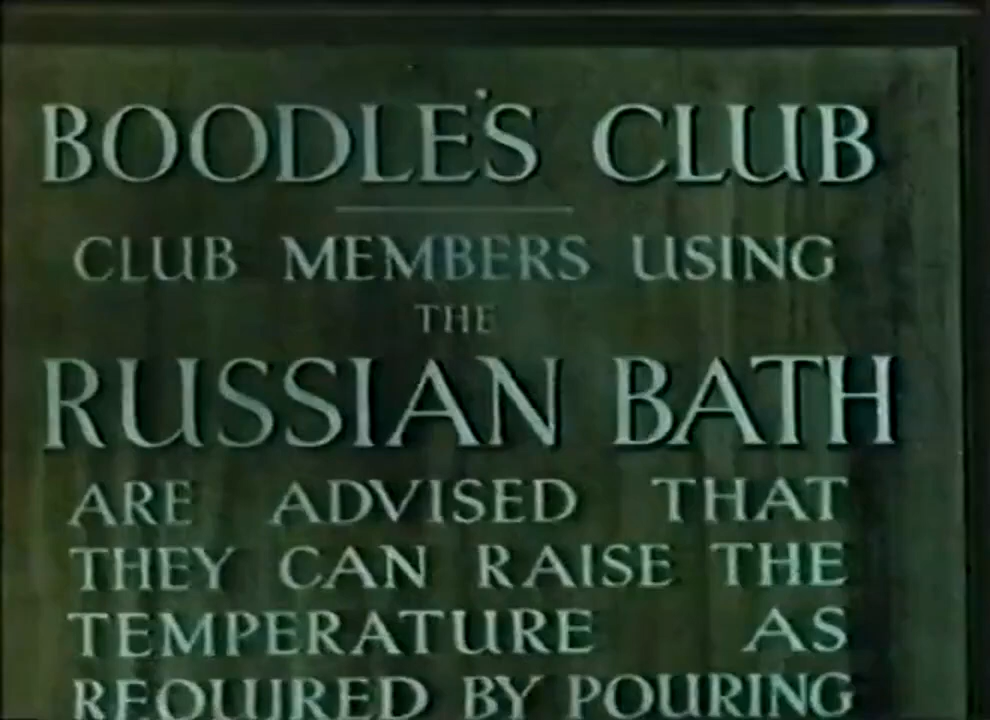 BOODLE'S CLUB
CLUB MEMBERS USING
THE
RUSSIAN BATH
ARE ADVISED THAT
THEY CAN RAISE THE
TEMPERATURE AS
REQUIRED BY POURING